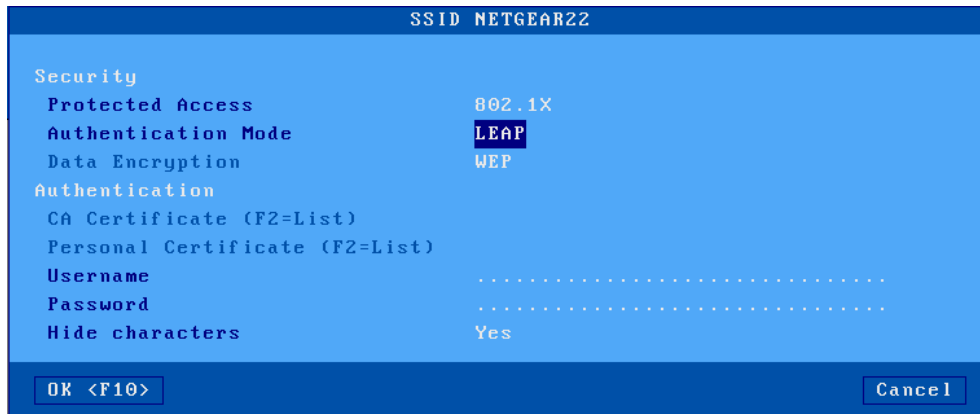 SSID NETGEAR22
Security
Protected Access 802.1X
Authentication Mode LEAP
Data Encryption WEP
Authentication
CA Certificate (F2=List)
Personal Certificate (F2=List)
Username ................................
Password ................................
Hide characters Yes
OK <F10> Cancel